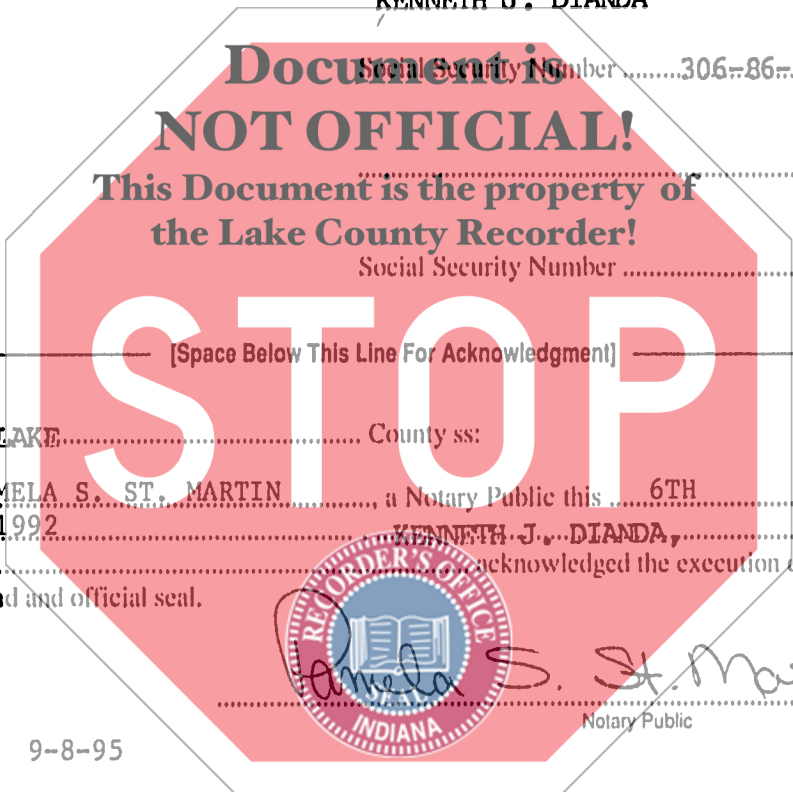 KENNETH J. DIANDA
Document is
Social Security Number ........306-86-
NOT OFFICIAL!
This Document is the property of
the Lake County Recorder!
Social Security Number
STOP
[Space Below This Line For Acknowledgment]
LAKE County ss:
MELA S. ST. MARTIN , a Notary Public this 6TH
1992 KENNETH J. DIANDA,
acknowledged the execution
d and official seal.
RECORDER'S OFFICE
SEAL
INDIANA
Pamela S. St. Ma
Notary Public
9-8-95